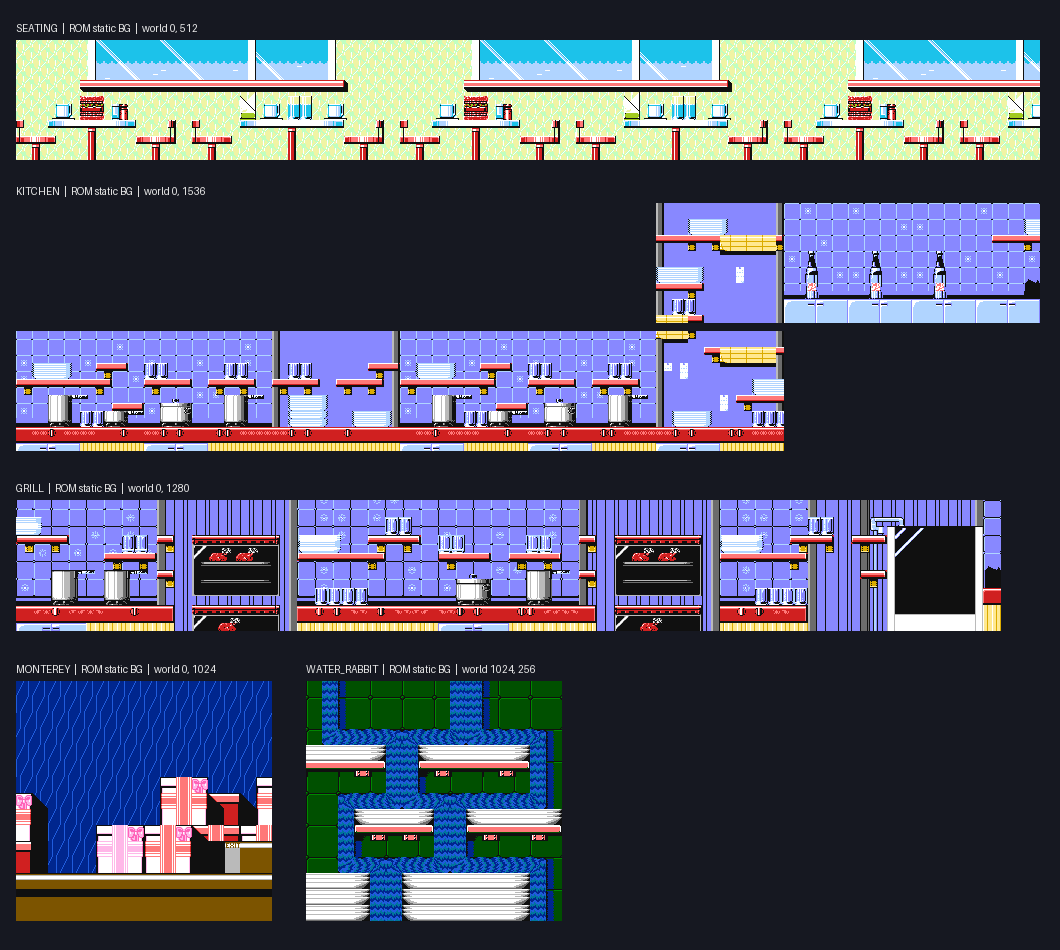 SEATING | ROM static BG | world 0, 512
KITCHEN | ROM static BG | world 0, 1536
GRILL | ROM static BG | world 0, 1280
MONTEREY | ROM static BG | world 0, 1024
WATER_RABBIT | ROM static BG | world 1024, 256
EXIT